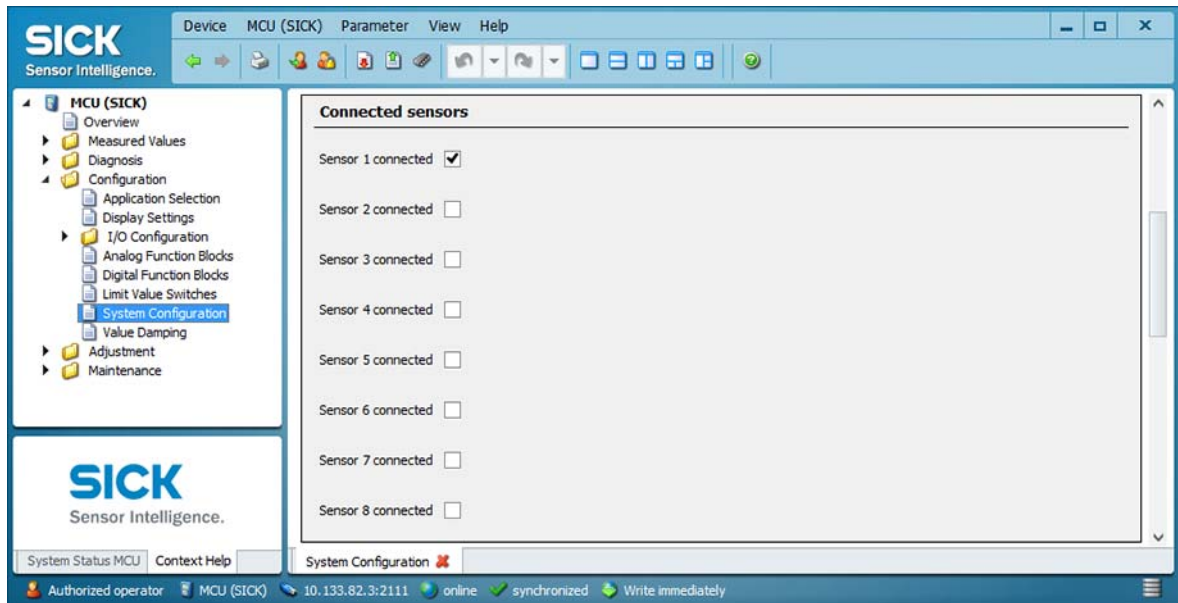 SICK
Sensor Intelligence.
Device MCU (SICK) Parameter View Help
MCU (SICK)
Overview
Measured Values
Diagnosis
Configuration
Application Selection
Display Settings
I/O Configuration
Analog Function Blocks
Digital Function Blocks
Limit Value Switches
System Configuration
Value Damping
Adjustment
Maintenance
SICK
Sensor Intelligence.
System Status MCU Context Help
Connected sensors
Sensor 1 connected
Sensor 2 connected
Sensor 3 connected
Sensor 4 connected
Sensor 5 connected
Sensor 6 connected
Sensor 7 connected
Sensor 8 connected
System Configuration
Authorized operator MCU (SICK) 10.133.82.3:2111 online synchronized Write immediately